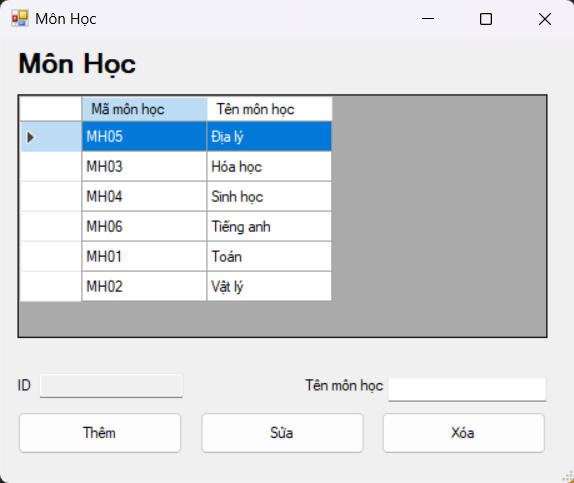 Môn Học
Môn Học
Mã môn học Tên môn học
MH05 Địa lý
MH03 Hóa học
MH04 Sinh học
MH06 Tiếng anh
MH01 Toán
MH02 Vật lý
ID Tên môn học
Thêm Sửa Xóa